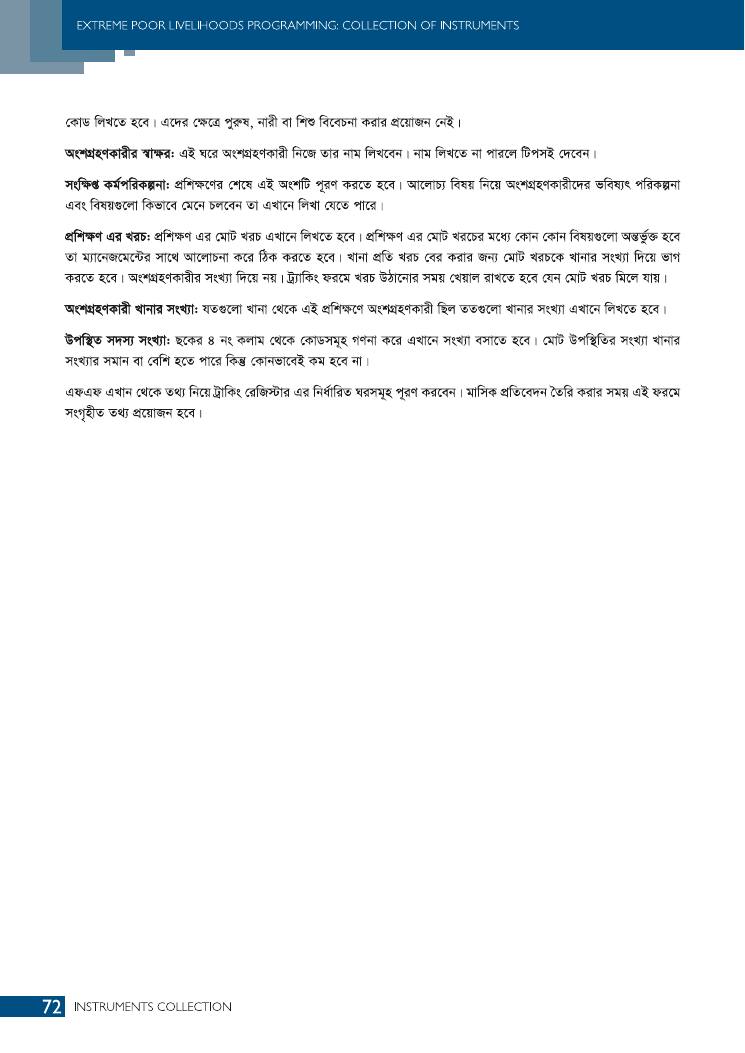 EXTREME POOR LIVELIHOODS PROGRAMMING: COLLECTION OF INSTRUMENTS
কোড লিখতে হবে। এদের ক্ষেত্রে পুরুষ, নারী বা শিশু বিবেচনা করার প্রয়োজন নেই।
অংশগ্রহণকারীর স্বাক্ষর: এই ঘরে অংশগ্রহণকারী নিজে তার নাম লিখবেন। নাম লিখতে না পারলে টিপসই দেবেন।
সংক্ষিপ্ত কর্মপরিকল্পনা: প্রশিক্ষণের শেষে এই অংশটি পূরণ করতে হবে। আলোচ্য বিষয় নিয়ে অংশগ্রহণকারীদের ভবিষ্যৎ পরিকল্পনা
এবং বিষয়গুলো কিভাবে মেনে চলবেন তা এখানে লিখা যেতে পারে।
প্রশিক্ষণ এর খরচ: প্রশিক্ষণ এর মোট খরচ এখানে লিখতে হবে। প্রশিক্ষণ এর মোট খরচের মধ্যে কোন কোন বিষয়গুলো অন্তর্ভুক্ত হবে
তা ম্যানেজমেন্টের সাথে আলোচনা করে ঠিক করতে হবে। খানা প্রতি খরচ বের করার জন্য মোট খরচকে খানার সংখ্যা দিয়ে ভাগ
করতে হবে। অংশগ্রহণকারীর সংখ্যা দিয়ে নয়। ট্র্যাকিং ফরমে খরচ উঠানোর সময় খেয়াল রাখতে হবে যেন মোট খরচ মিলে যায়।
অংশগ্রহণকারী খানার সংখ্যা: যতগুলো খানা থেকে এই প্রশিক্ষণে অংশগ্রহণকারী ছিল ততগুলো খানার সংখ্যা এখানে লিখতে হবে।
উপস্থিত সদস্য সংখ্যা: ছকের ৪ নং কলাম থেকে কোডসমূহ গণনা করে এখানে সংখ্যা বসাতে হবে। মোট উপস্থিতির সংখ্যা খানার
সংখ্যার সমান বা বেশি হতে পারে কিন্তু কোনভাবেই কম হবে না।
এফএফ এখান থেকে তথ্য নিয়ে ট্রাকিং রেজিস্টার এর নির্ধারিত ঘরসমূহ পূরণ করবেন। মাসিক প্রতিবেদন তৈরি করার সময় এই ফরমে
সংগৃহীত তথ্য প্রয়োজন হবে।
72 INSTRUMENTS COLLECTION